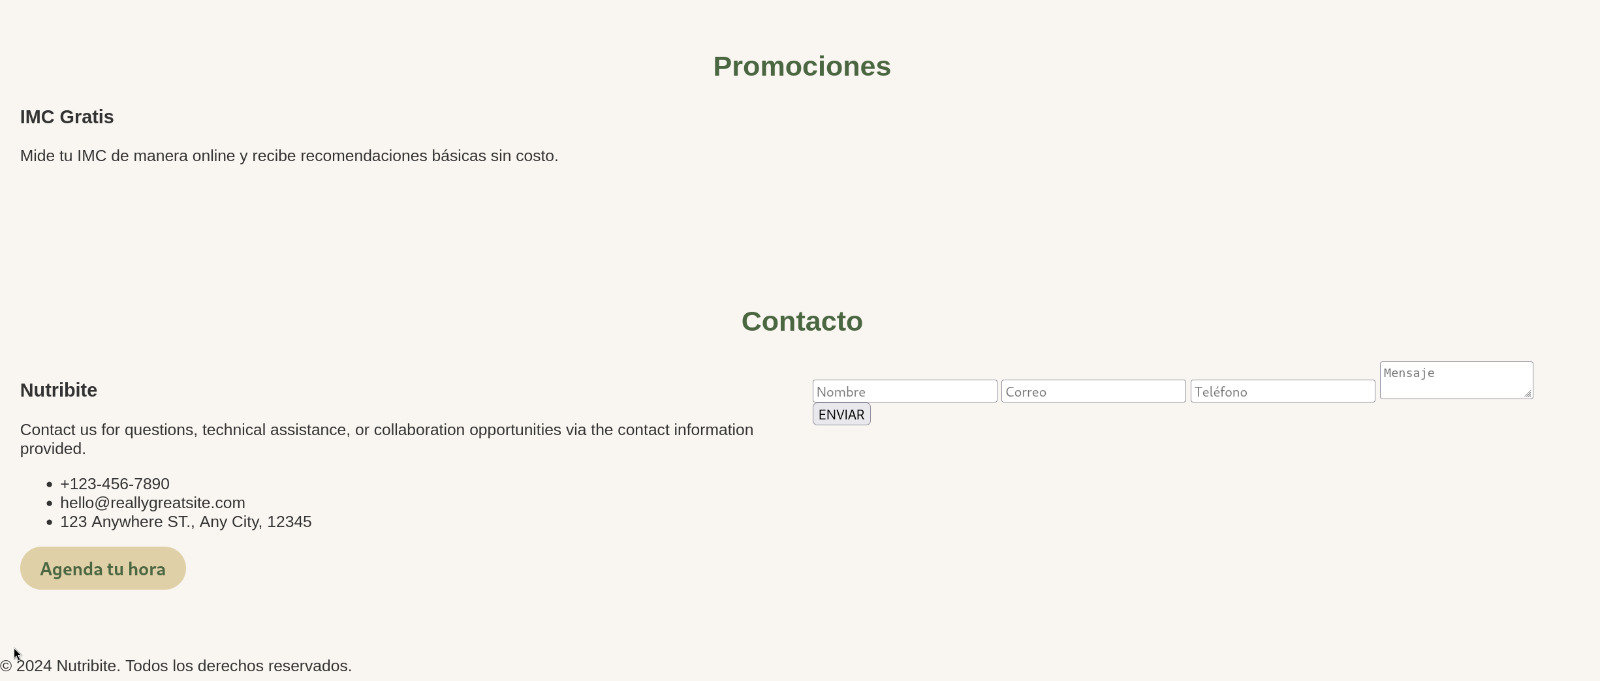 Promociones
IMC Gratis
Mide tu IMC de manera online y recibe recomendaciones básicas sin costo.
Contacto
Nutribite
Contact us for questions, technical assistance, or collaboration opportunities via the contact information
provided.
+123-456-7890
hello@reallygreatsite.com
123 Anywhere ST., Any City, 12345
Agenda tu hora
Nombre Correo Teléfono Mensaje
ENVIAR
© 2024 Nutribite. Todos los derechos reservados.